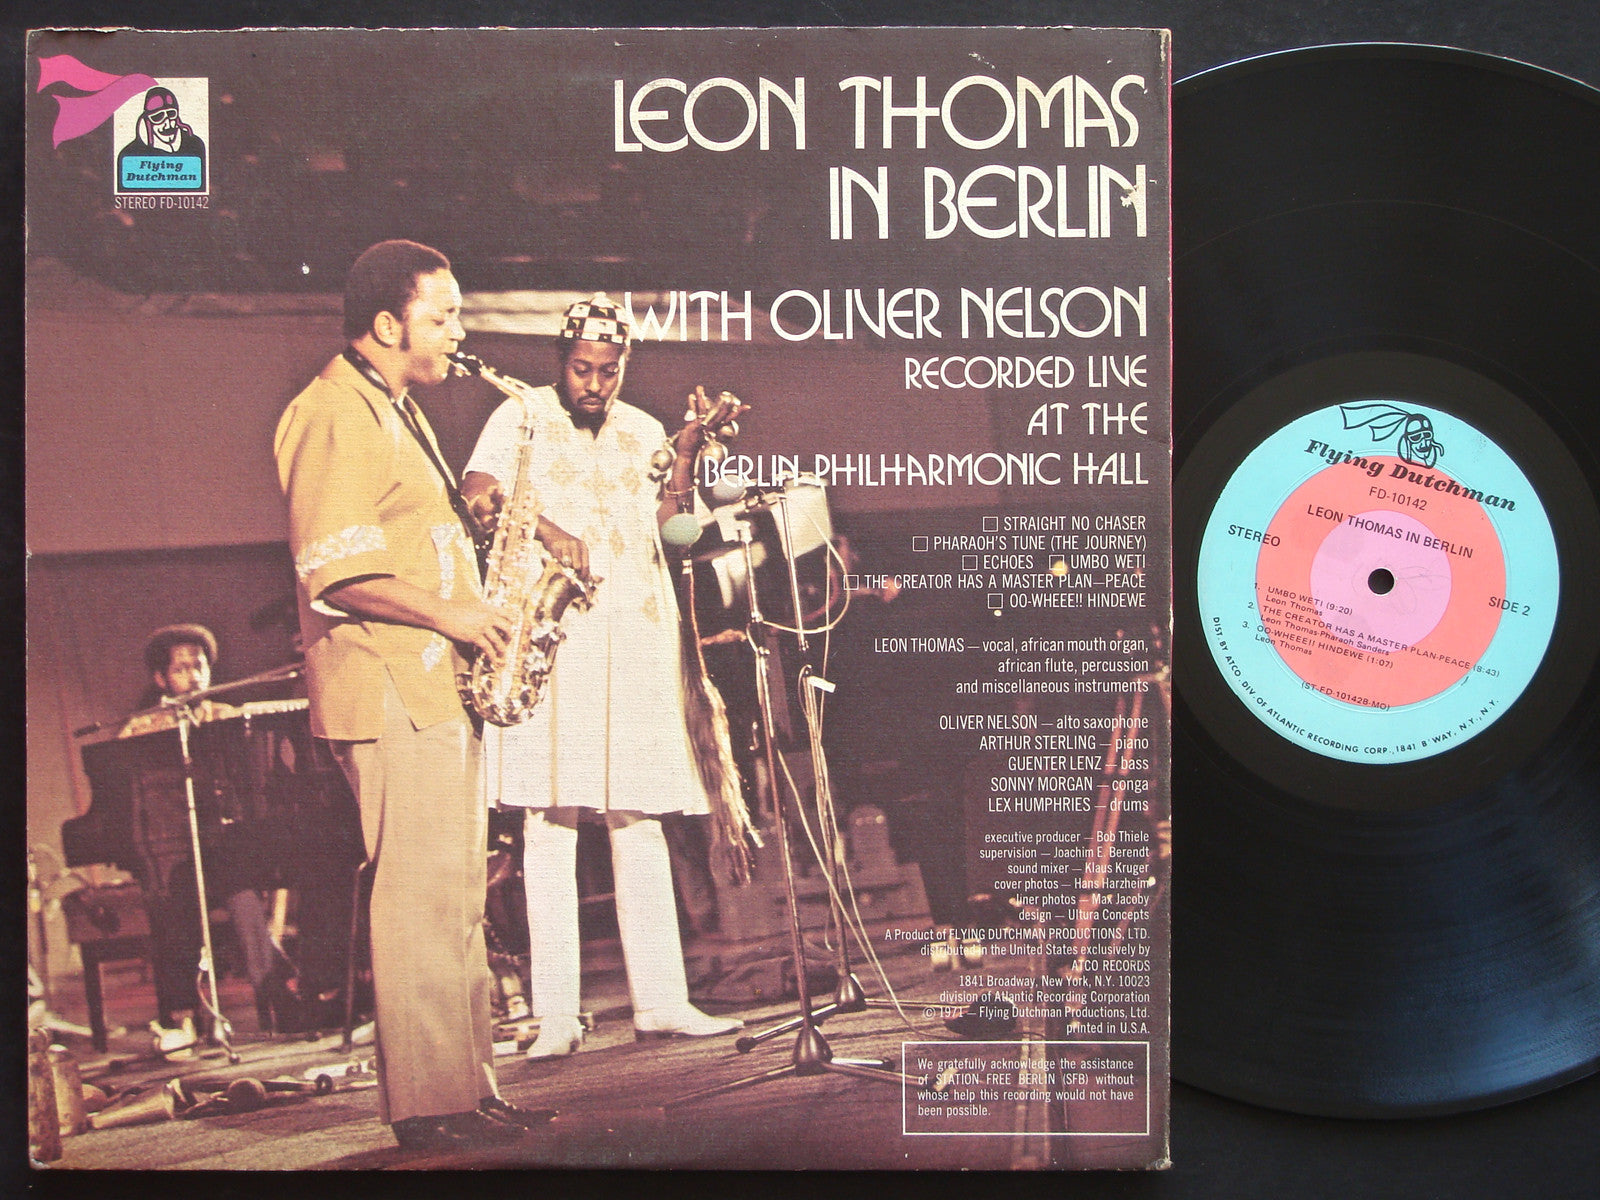 Flying
Dutchman
STEREO FD-10142
LEON THOMAS
IN BERLIN
WITH OLIVER NELSON
RECORDED LIVE
AT THE
BERLIN PHILHARMONIC HALL
STRAIGHT NO CHASER
PHARAOH'S TUNE (THE JOURNEY)
ECHOES UMBO WETI
THE CREATOR HAS A MASTER PLAN—PEACE
OO-WHEEE!! HINDEWE
LEON THOMAS — vocal, african mouth organ,
african flute, percussion
and miscellaneous instruments
OLIVER NELSON — alto saxophone
ARTHUR STERLING — piano
GUENTER LENZ — bass
SONNY MORGAN — conga
LEX HUMPHRIES — drums
executive producer — Bob Thiele
supervision — Joachim E. Berendt
sound mixer — Klaus Kruger
cover photos — Hans Harzheim
liner photos — Max Jacoby
design — Ultura Concepts
A Product of FLYING DUTCHMAN PRODUCTIONS, LTD.
distributed in the United States exclusively by
ATCO RECORDS
1841 Broadway, New York, N.Y. 10023
division of Atlantic Recording Corporation
© 1971 — Flying Dutchman Productions, Ltd.
printed in U.S.A.
We gratefully acknowledge the assistance
of STATION FREE BERLIN (SFB) without
whose help this recording would not have
been possible.
Flying Dutchman
FD-10142
LEON THOMAS IN BERLIN
STEREO
SIDE 2
1. UMBO WETI (9:20)
Leon Thomas
2. THE CREATOR HAS A MASTER PLAN-PEACE (8:43)
Leon Thomas-Pharaoh Sanders
3. OO-WHEEE!! HINDEWE (1:07)
Leon Thomas
(ST-FD 10142B-MO)
DIST. BY ATCO . DIV. OF ATLANTIC RECORDING CORP., 1841 B'WAY, N.Y., N.Y.